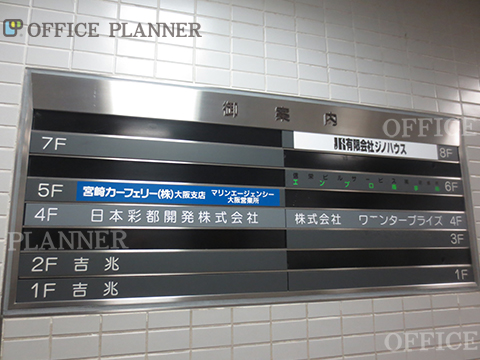 OFFICE PLANNER
御案内
7F
有限会社ジノハウス 8F
5F 宮崎カーフェリー(株)大阪支店 マリンエージェンシー
大阪営業所
6F
4F 日本彩都開発株式会社
株式会社 ワーンタープライズ 4F
3F
2F 吉兆
1F
1F 吉兆
OFFICE
PLANNER
OFFICE